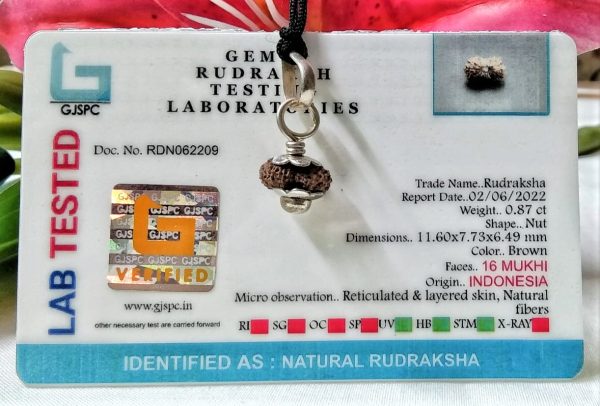 GJSPC
GEM
RUDRAKSH
TESTING
LABORATORIES
LAB TESTED
Doc. No. RDN062209
GJSPC
GJSPC
VERIFIED
www.gjspc.in
other necessary test are carried forward
Trade Name..Rudraksha
Report Date..02/06/2022
Weight.. 0.87 ct
Shape.. Nut
Dimensions.. 11.60x7.73x6.49 mm
Color.. Brown
Faces.. 16 MUKHI
Origin.. INDONESIA
Micro observation.. Reticulated & layered skin, Natural
fibers
RI SG OC SP UV HB STM X-RAY
IDENTIFIED AS : NATURAL RUDRAKSHA